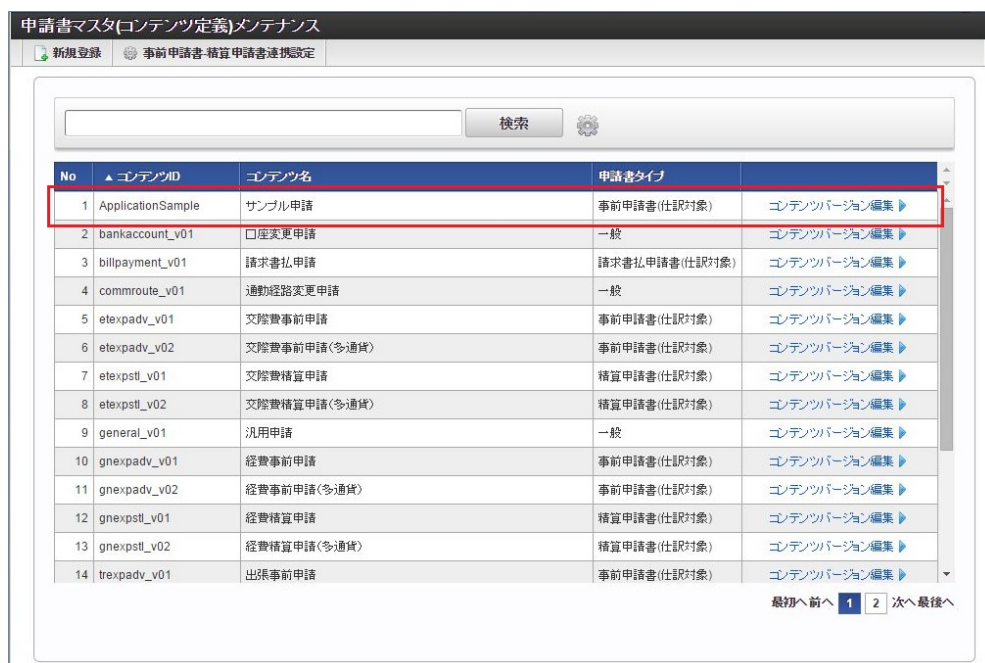 申請書マスタ(コンテンツ定義)メンテナンス
新規登録 事前申請書-精算申請書連携設定
検索
No ▲ コンテンツID コンテンツ名 申請書タイプ
1 ApplicationSample サンプル申請 事前申請書(仕訳対象) コンテンツバージョン編集
2 bankaccount_v01 口座変更申請 一般 コンテンツバージョン編集
3 billpayment_v01 請求書払申請 請求書払申請書(仕訳対象) コンテンツバージョン編集
4 commroute_v01 通勤経路変更申請 一般 コンテンツバージョン編集
5 etexpadv_v01 交際費事前申請 事前申請書(仕訳対象) コンテンツバージョン編集
6 etexpadv_v02 交際費事前申請(多通貨) 事前申請書(仕訳対象) コンテンツバージョン編集
7 etexpstl_v01 交際費精算申請 精算申請書(仕訳対象) コンテンツバージョン編集
8 etexpstl_v02 交際費精算申請(多通貨) 精算申請書(仕訳対象) コンテンツバージョン編集
9 general_v01 汎用申請 一般 コンテンツバージョン編集
10 gnexpadv_v01 経費事前申請 事前申請書(仕訳対象) コンテンツバージョン編集
11 gnexpadv_v02 経費事前申請(多通貨) 事前申請書(仕訳対象) コンテンツバージョン編集
12 gnexpstl_v01 経費精算申請 精算申請書(仕訳対象) コンテンツバージョン編集
13 gnexpstl_v02 経費精算申請(多通貨) 精算申請書(仕訳対象) コンテンツバージョン編集
14 trexpadv_v01 出張事前申請 事前申請書(仕訳対象) コンテンツバージョン編集
最初へ 前へ 1 2 次へ 最後へ